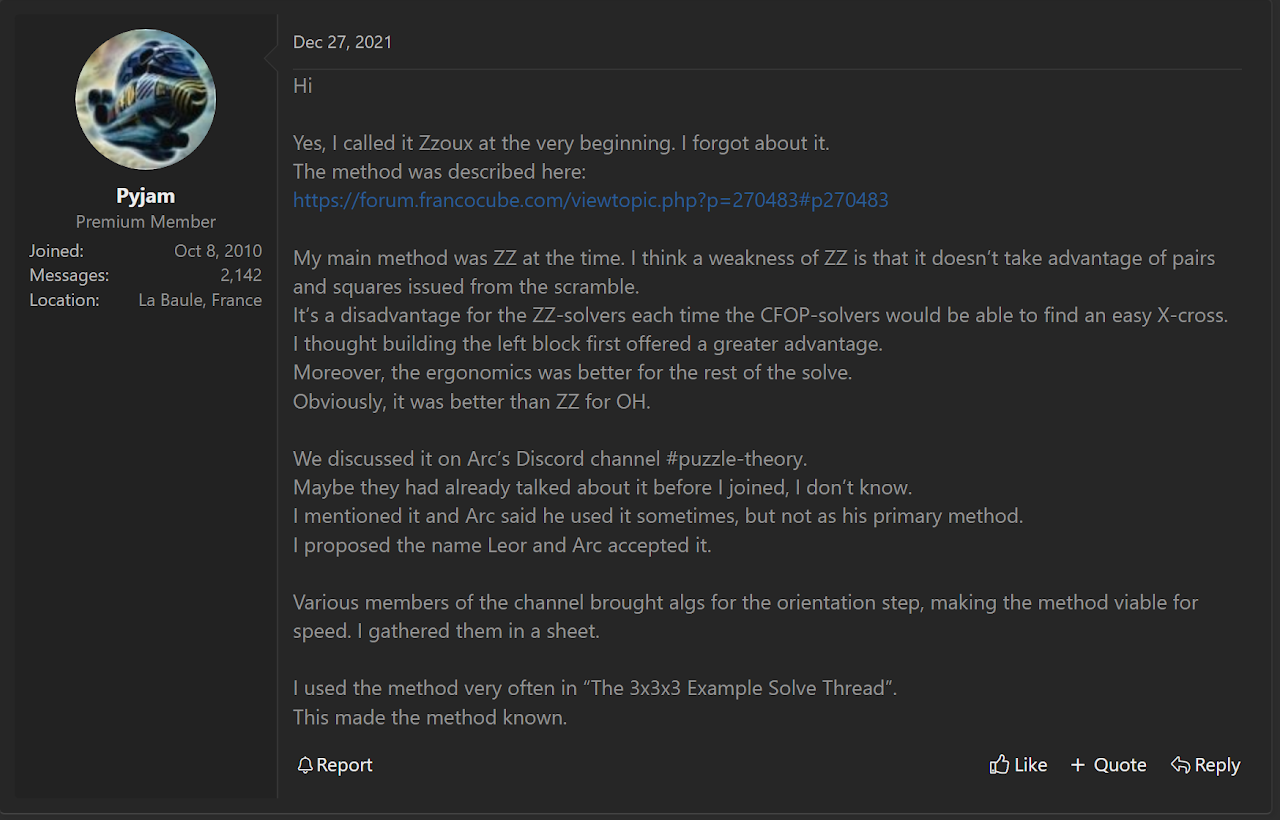 Dec 27, 2021
Hi
Yes, I called it Zzoux at the very beginning. I forgot about it.
The method was described here:
https://forum.francocube.com/viewtopic.php?p=270483#p270483
Pyjam
Premium Member
Joined: Oct 8, 2010
Messages: 2,142
Location: La Baule, France
My main method was ZZ at the time. I think a weakness of ZZ is that it doesn’t take advantage of pairs
and squares issued from the scramble.
It’s a disadvantage for the ZZ-solvers each time the CFOP-solvers would be able to find an easy X-cross.
I thought building the left block first offered a greater advantage.
Moreover, the ergonomics was better for the rest of the solve.
Obviously, it was better than ZZ for OH.
We discussed it on Arc’s Discord channel #puzzle-theory.
Maybe they had already talked about it before I joined, I don’t know.
I mentioned it and Arc said he used it sometimes, but not as his primary method.
I proposed the name Leor and Arc accepted it.
Various members of the channel brought algs for the orientation step, making the method viable for
speed. I gathered them in a sheet.
I used the method very often in “The 3x3x3 Example Solve Thread”.
This made the method known.
Report
Like
+ Quote
Reply